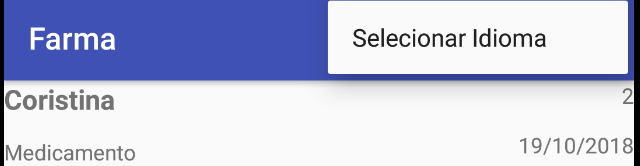 Farma
Selecionar Idioma
Coristina
2
Medicamento
19/10/2018